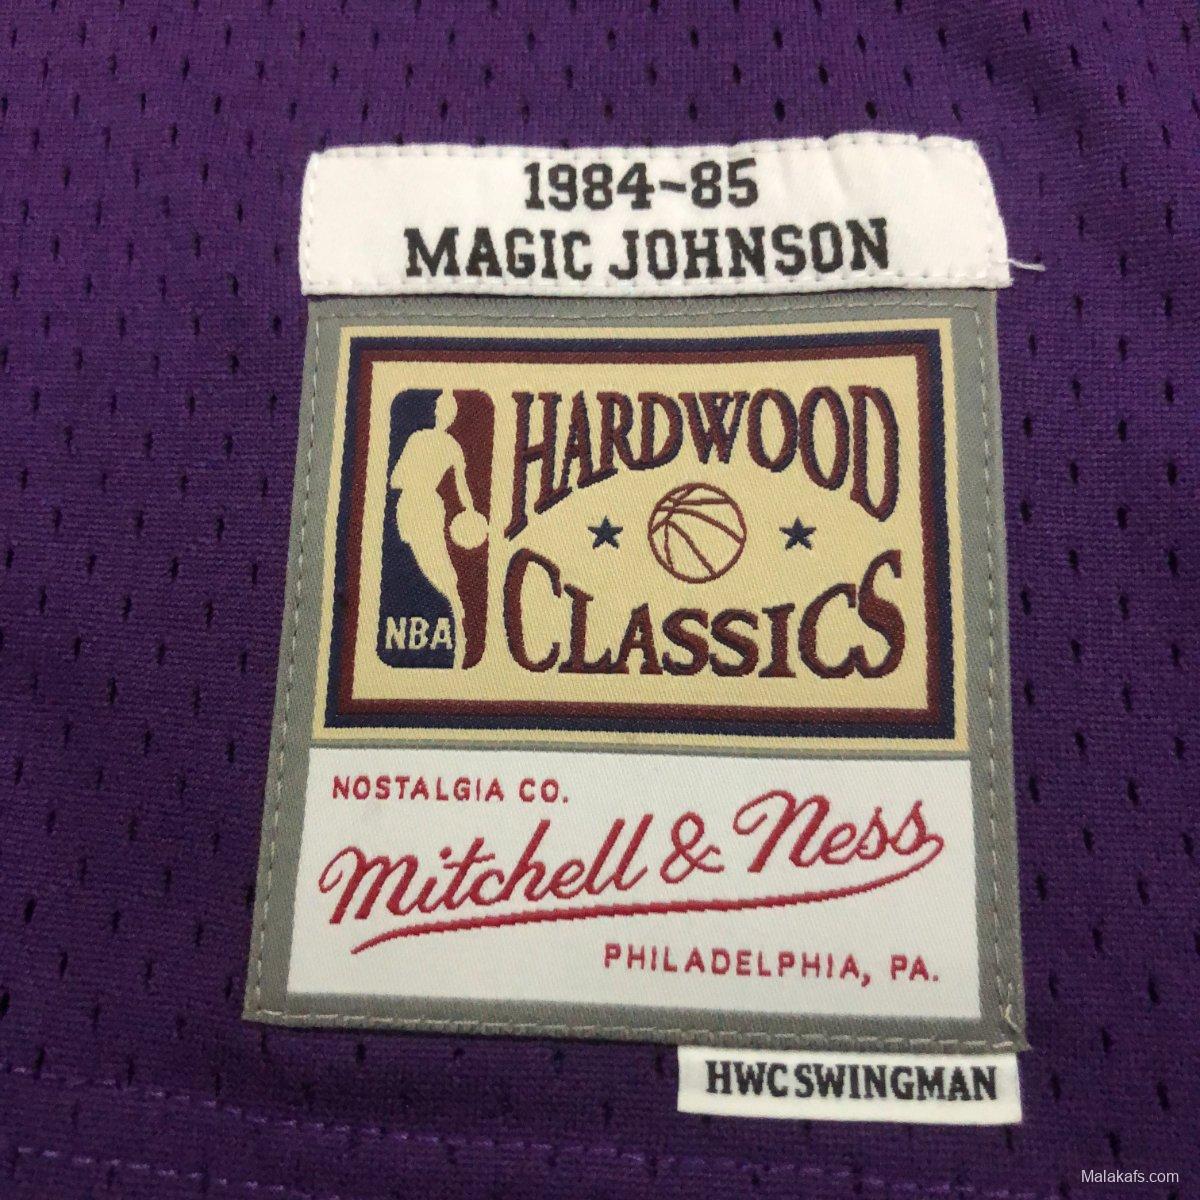 1984-85
MAGIC JOHNSON
HARDWOOD
CLASSICS
NBA
NOSTALGIA CO.
Mitchell & Ness
PHILADELPHIA, PA.
HWC SWINGMAN
Malakafs.com